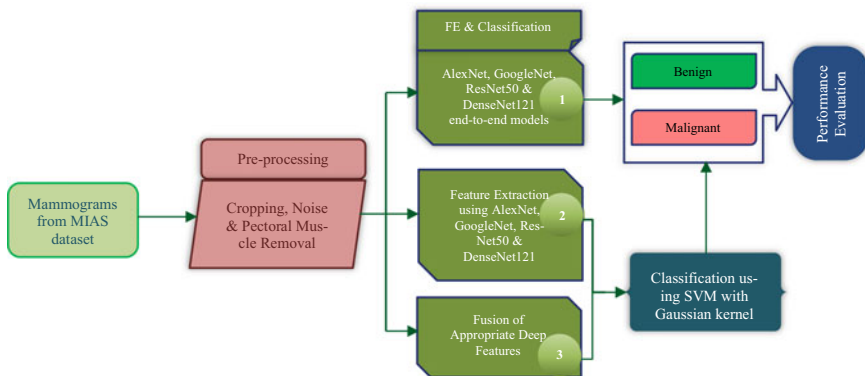 Mammograms
from MIAS
dataset
Pre-processing
Cropping, Noise
& Pectoral Mus-
cle Removal
FE & Classification
AlexNet, GoogleNet,
ResNet50 &
DenseNet121
end-to-end models
1
Feature Extraction
using AlexNet,
GoogleNet, Res-
Net50 &
DenseNet121
2
Fusion of
Appropriate Deep
Features
3
Benign
Malignant
Classification us-
ing SVM with
Gaussian kernel
Performance
Evaluation